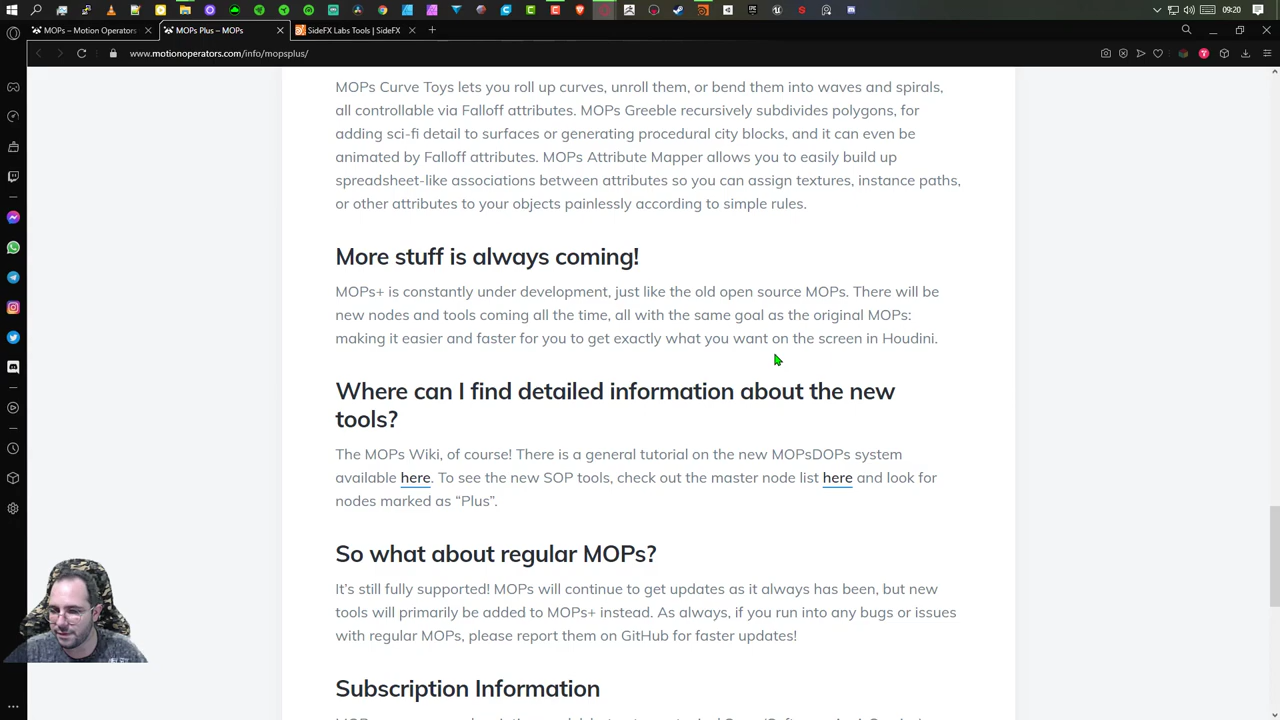 09:20
MOPs – Motion Operators
MOPs Plus – MOPs
SideFX Labs Tools | SideFX
www.motionoperators.com/info/mopsplus/
MOPs Curve Toys lets you roll up curves, unroll them, or bend them into waves and spirals,
all controllable via Falloff attributes. MOPs Greeble recursively subdivides polygons, for
adding sci-fi detail to surfaces or generating procedural city blocks, and it can even be
animated by Falloff attributes. MOPs Attribute Mapper allows you to easily build up
spreadsheet-like associations between attributes so you can assign textures, instance paths,
or other attributes to your objects painlessly according to simple rules.
More stuff is always coming!
MOPs+ is constantly under development, just like the old open source MOPs. There will be
new nodes and tools coming all the time, all with the same goal as the original MOPs:
making it easier and faster for you to get exactly what you want on the screen in Houdini.
Where can I find detailed information about the new
tools?
The MOPs Wiki, of course! There is a general tutorial on the new MOPsDOPs system
available here. To see the new SOP tools, check out the master node list here and look for
nodes marked as “Plus”.
So what about regular MOPs?
It’s still fully supported! MOPs will continue to get updates as it always has been, but new
tools will primarily be added to MOPs+ instead. As always, if you run into any bugs or issues
with regular MOPs, please report them on GitHub for faster updates!
Subscription Information